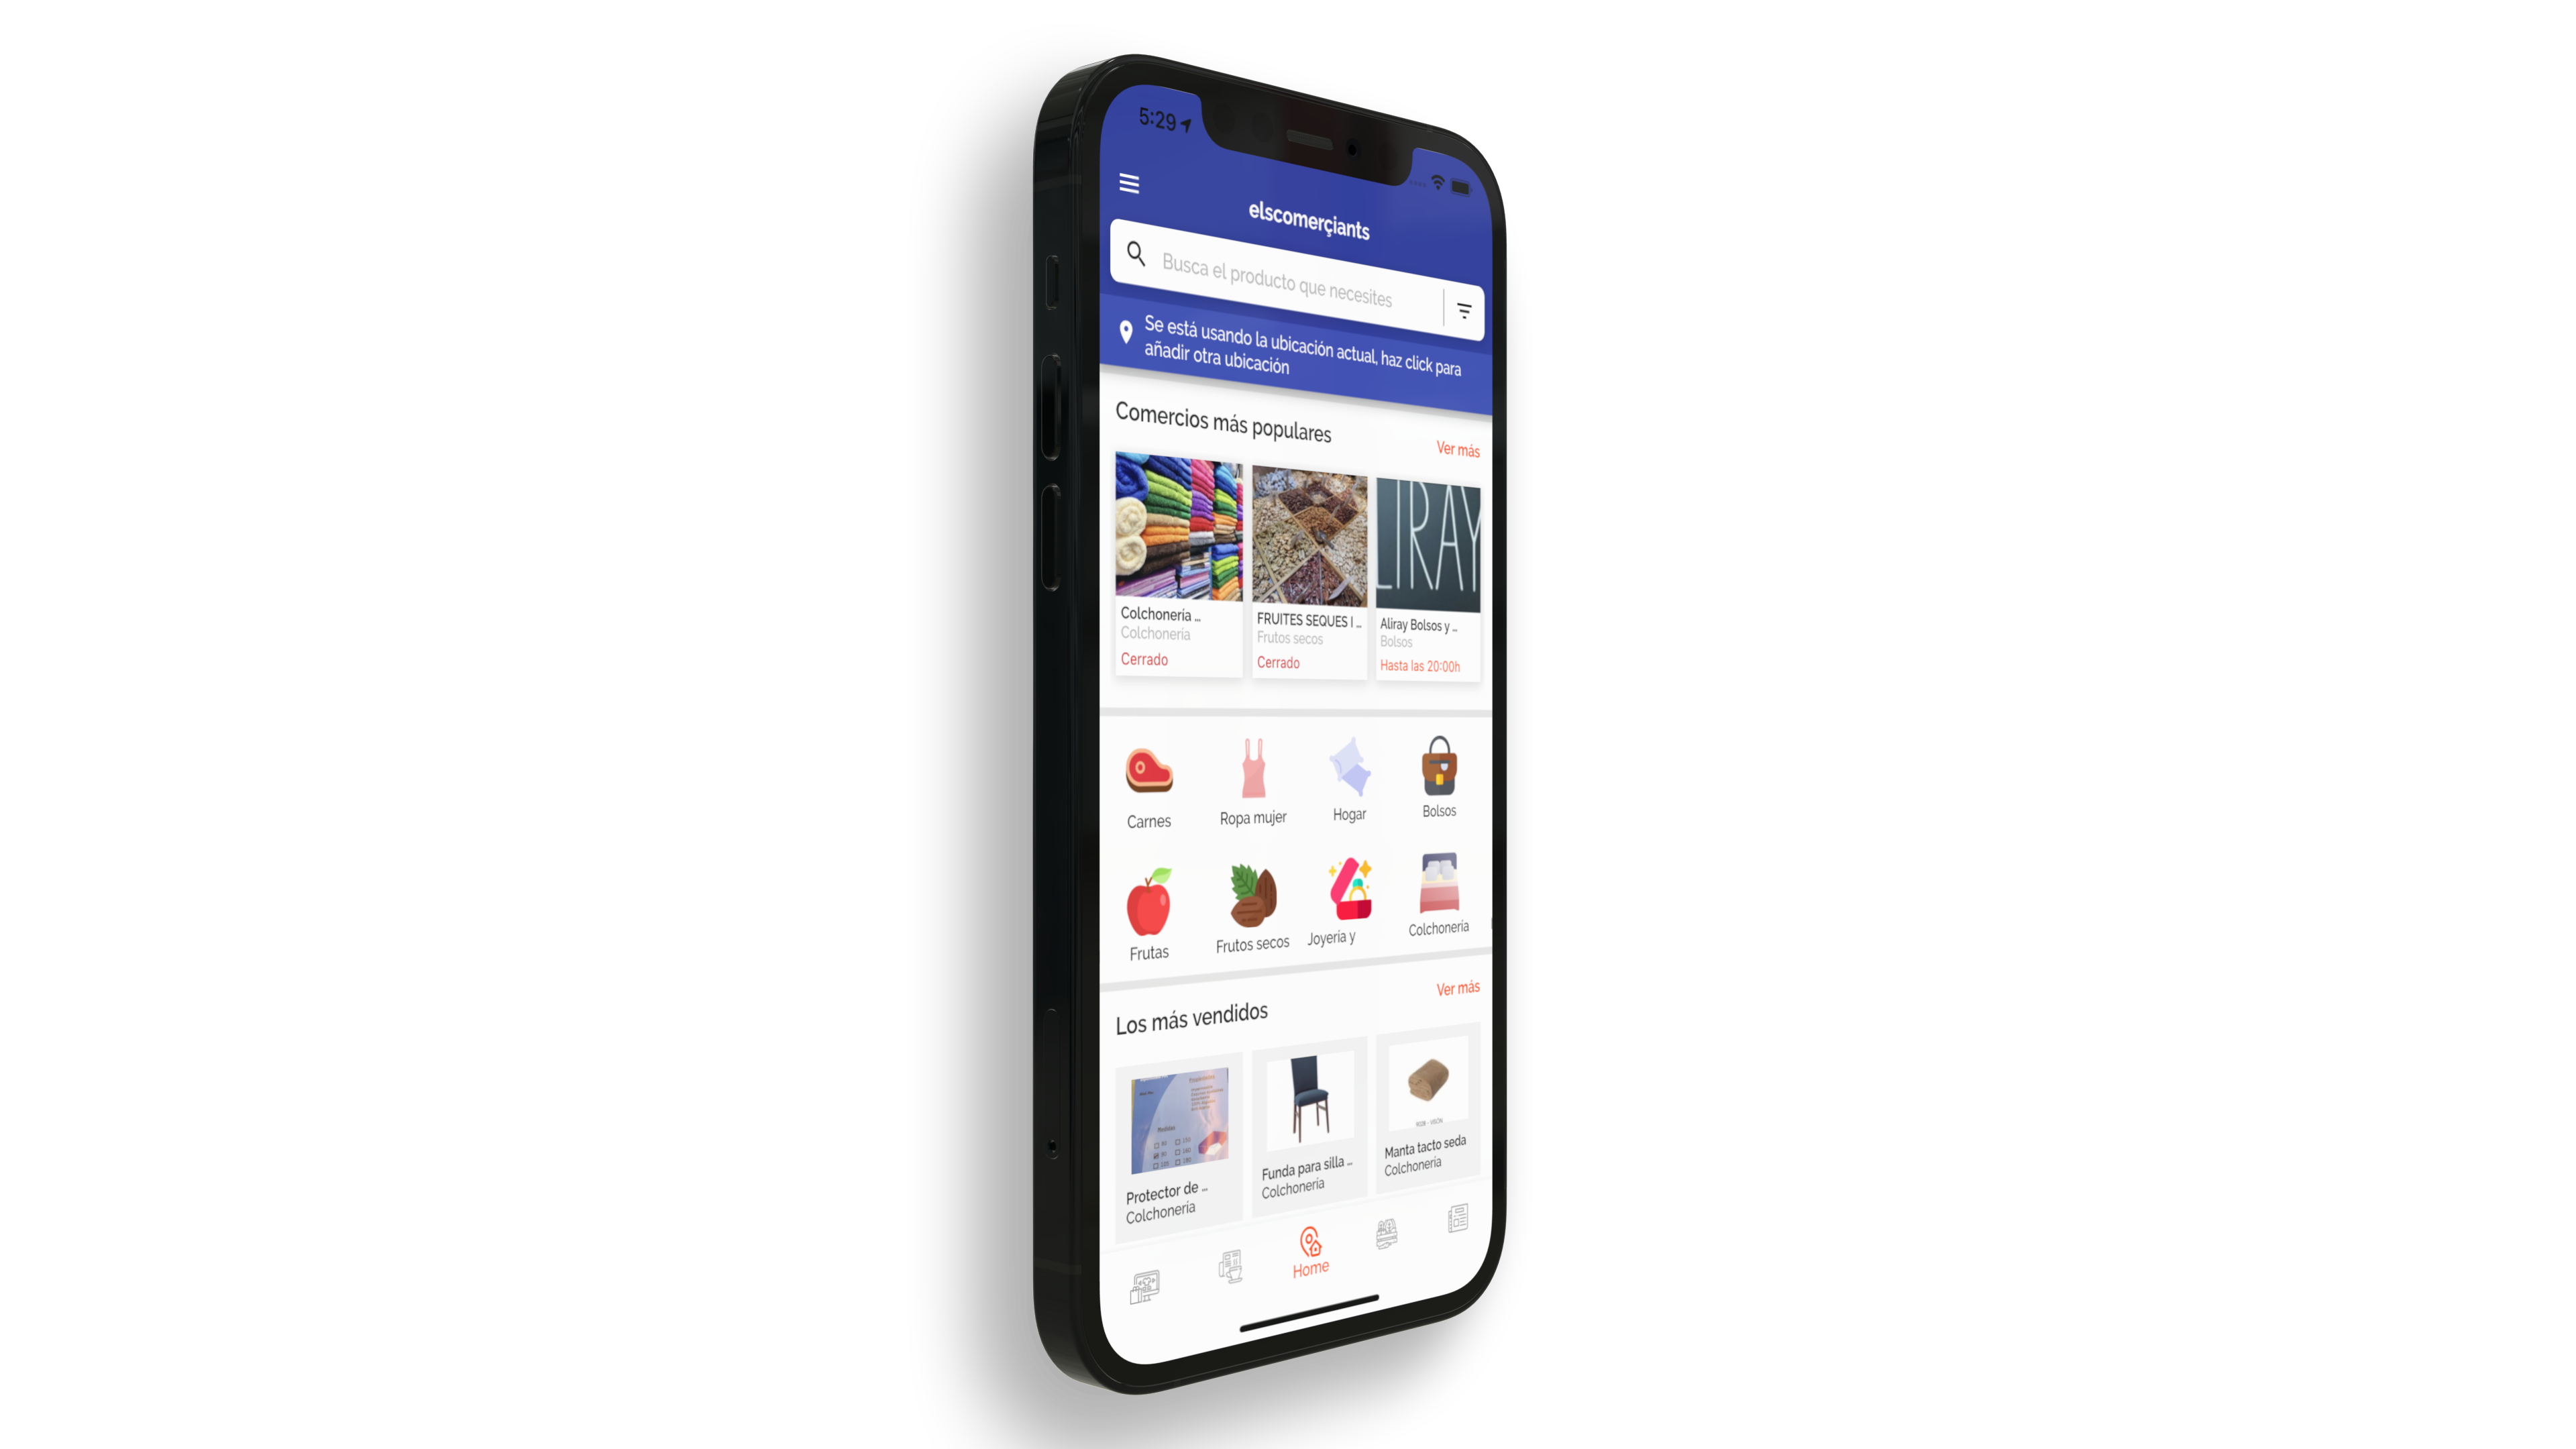 5:29
elscomerçiants
Busca el producto que necesites
Se está usando la ubicación actual, haz click para
añadir otra ubicación
Comercios más populares
Ver más
LIRAY
Colchonería ...
Colchonería
Cerrado
FRUITES SEQUES I ...
Frutos secos
Cerrado
Aliray Bolsos y ...
Bolsos
Hasta las 20:00h
Carnes
Ropa mujer
Hogar
Bolsos
Frutas
Frutos secos
Joyería y
Colchonería
Los más vendidos
Ver más
Medidas
Protector de ...
Colchonería
Funda para silla ...
Colchonería
Manta tacto seda
Colchonería
Home